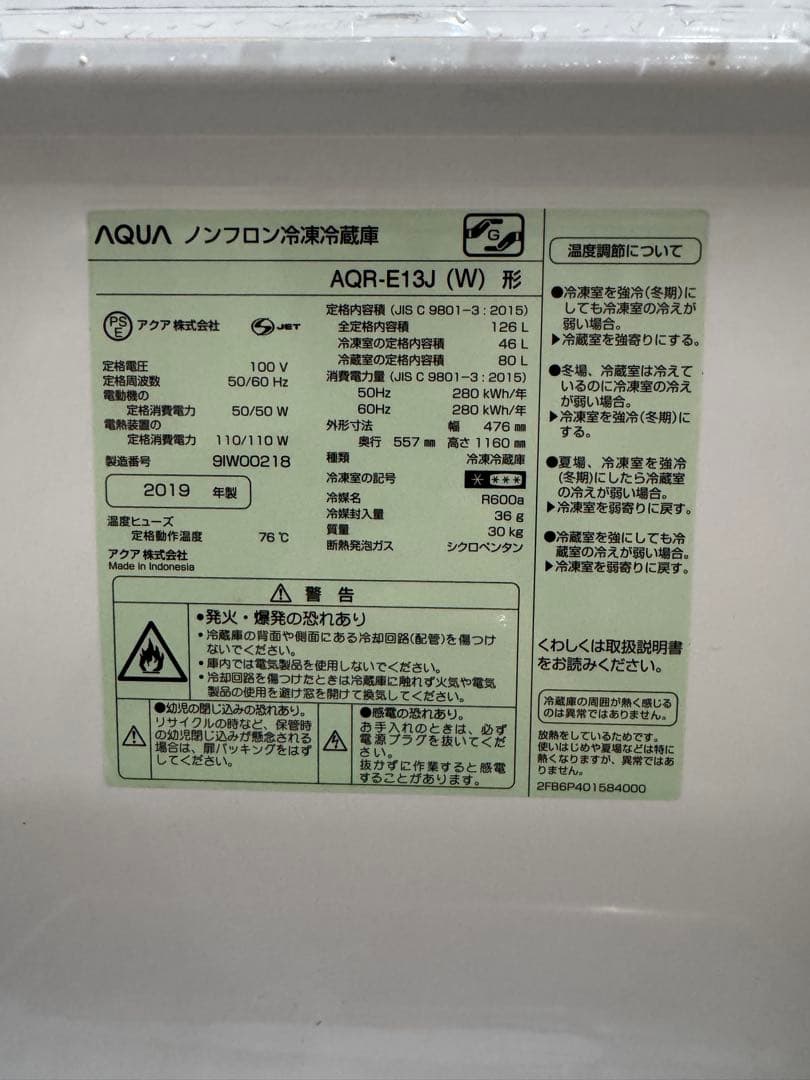 AQUA ノンフロン冷凍冷蔵庫
G
AQR-E13J (W) 形
PS
E
アクア株式会社
JET
定格電圧 100 V
定格周波数 50/60 Hz
電動機の
定格消費電力 50/50 W
電熱装置の
定格消費電力 110/110 W
製造番号 9IW00218
2019 年製
温度ヒューズ
定格動作温度 76 ℃
アクア株式会社
Made in Indonesia
定格内容積 (JIS C 9801-3 : 2015)
全定格内容積 126 L
冷凍室の定格内容積 46 L
冷蔵室の定格内容積 80 L
消費電力量 (JIS C 9801-3 : 2015)
50Hz 280 kWh/年
60Hz 280 kWh/年
外形寸法 幅 476 mm
奥行 557 mm 高さ 1160 mm
種類 冷凍冷蔵庫
冷凍室の記号 * ***
冷媒名 R600a
冷媒封入量 36 g
質量 30 kg
断熱発泡ガス シクロペンタン
警告
●発火・爆発の恐れあり
・冷蔵庫の背面や側面にある冷却回路(配管)を傷つけ
ないでください。
・庫内では電気製品を使用しないでください。
・冷却回路を傷つけたときは冷蔵庫に触れず火気や電気
製品の使用を避け窓を開けて換気してください。
●幼児の閉じ込みの恐れあり。
リサイクルの時など、保管時
の幼児閉じ込みが懸念される
場合は、扉パッキングをはず
してください。
●感電の恐れあり。
お手入れのときは、必ず
電源プラグを抜いてくだ
さい。
抜かずに作業すると感電
することがあります。
温度調節について
●冷凍室を強冷(冬期)に
しても冷凍室の冷えが
弱い場合。
▶冷蔵室を強寄りにする。
●冬場、冷蔵室は冷えて
いるのに冷凍室の冷え
が弱い場合。
▶冷凍室を強冷(冬期)に
する。
●夏場、冷凍室を強冷
(冬期)にしたら冷蔵室
の冷えが弱い場合。
▶冷凍室を弱寄りに戻す。
●冷蔵室を強にしても冷
蔵室の冷えが弱い場合。
▶冷凍室を弱寄りに戻す。
くわしくは取扱説明書
をお読みください。
冷蔵庫の周囲が熱く感じる
のは異常ではありません。
放熱をしているためです。
使いはじめや夏場などは特に
熱くなりますが、異常ではあ
りません。
2FB6P401584000